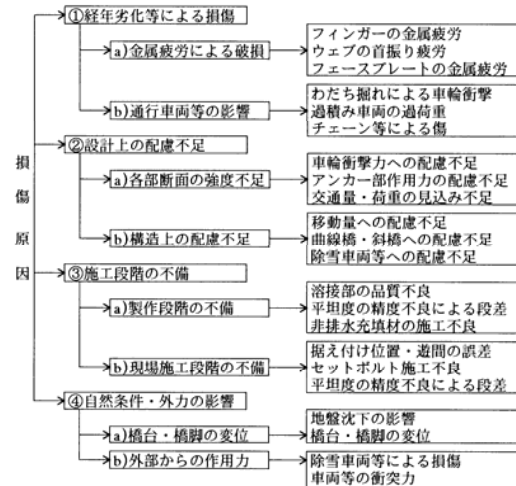 損傷原因
①経年劣化等による損傷
a)金属疲労による破損
フィンガーの金属疲労
ウェブの首振り疲労
フェースプレートの金属疲労
b)通行車両等の影響
わだち掘れによる車輪衝撃
過積み車両の過荷重
チェーン等による傷
②設計上の配慮不足
a)各部断面の強度不足
車輪衝撃力への配慮不足
アンカー部作用力の配慮不足
交通量・荷重の見込み不足
b)構造上の配慮不足
移動量への配慮不足
曲線橋・斜橋への配慮不足
除雪車両等への配慮不足
③施工段階の不備
a)製作段階の不備
溶接部の品質不良
平坦度の精度不良による段差
非排水充填材の施工不良
b)現場施工段階の不備
据え付け位置・遊間の誤差
セットボルト施工不良
平坦度の精度不良による段差
④自然条件・外力の影響
a)橋台・橋脚の変位
地盤沈下の影響
橋台・橋脚の変位
b)外部からの作用力
除雪車両等による損傷
車両等の衝突力